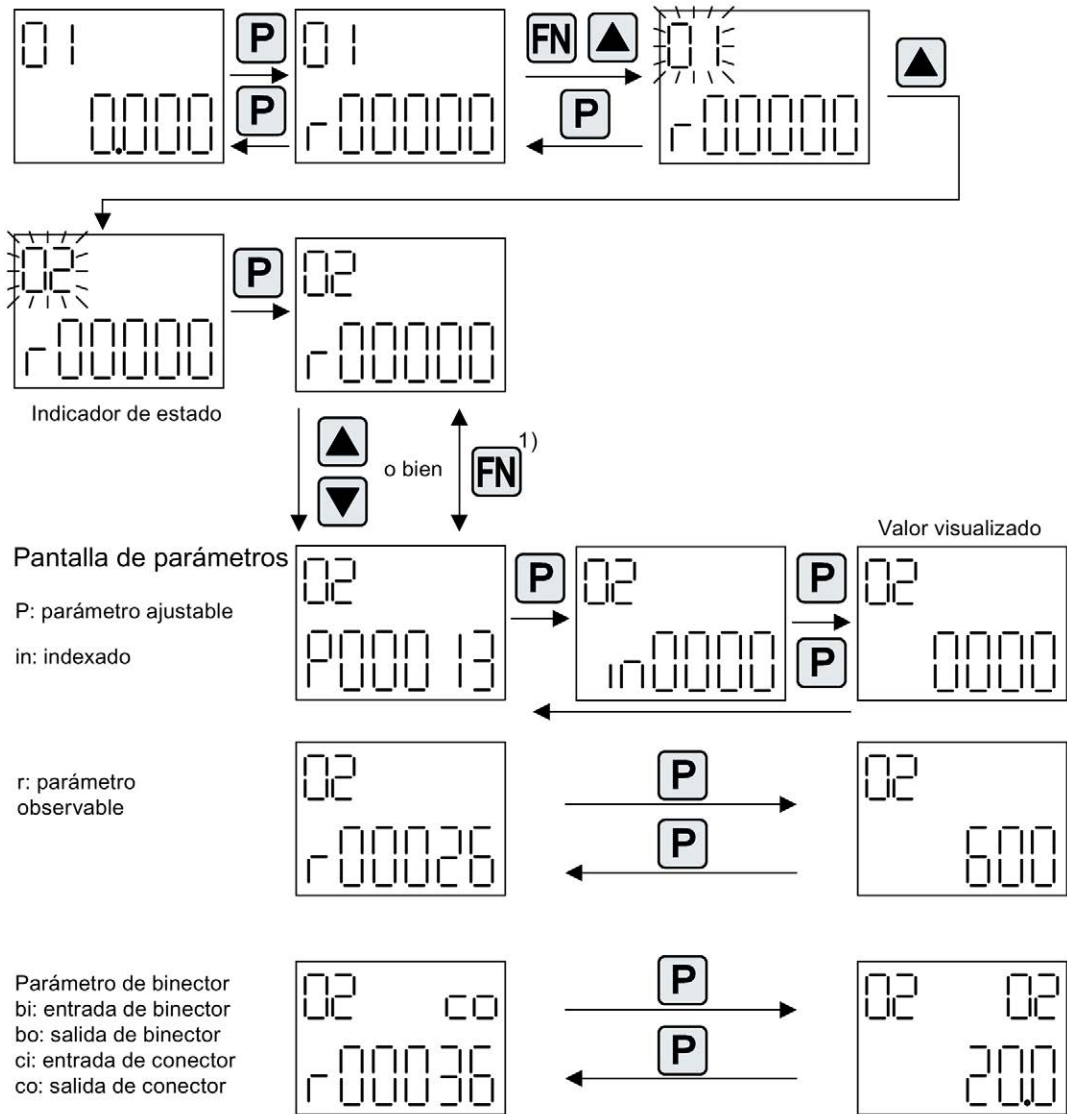 01 P 01 FN 01
0.000 P r00000 P r00000
02 P 02
r00000 r00000
Indicador de estado
o bien FN 1)
Valor visualizado
Pantalla de parámetros
02 P 02 P 02
P: parámetro ajustable
in: indexado
P00013 in0000 P 0000
r: parámetro
observable
02 P 02
r00026 P 600
Parámetro de binector
bi: entrada de binector
bo: salida de binector
ci: entrada de conector
co: salida de conector
02 co P 02 02
r00036 P 20.0